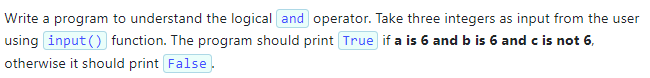 Write a program to understand the logical and operator. Take three integers as input from the user
using input() function. The program should print True if a is 6 and b is 6 and c is not 6,
otherwise it should print False.